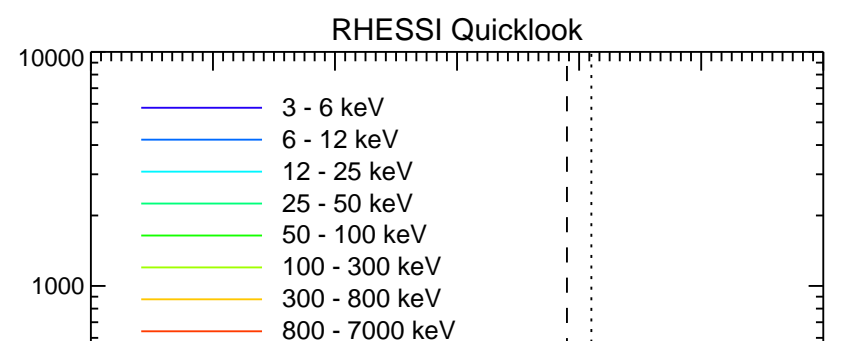 RHESSI Quicklook
10000
3 - 6 keV
6 - 12 keV
12 - 25 keV
25 - 50 keV
50 - 100 keV
100 - 300 keV
1000
300 - 800 keV
800 - 7000 keV